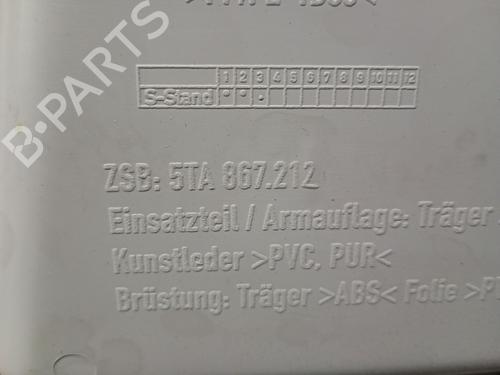 B-PARTS
1 2 3 4 5 6 7 8 9 10 11 12
S-Stand
ZSB: 5TA 867.212
Einsatzteil / Armauflage: Träger
Kunstleder >PVC, PUR<
Brüstung: Träger >ABS< Folie >P